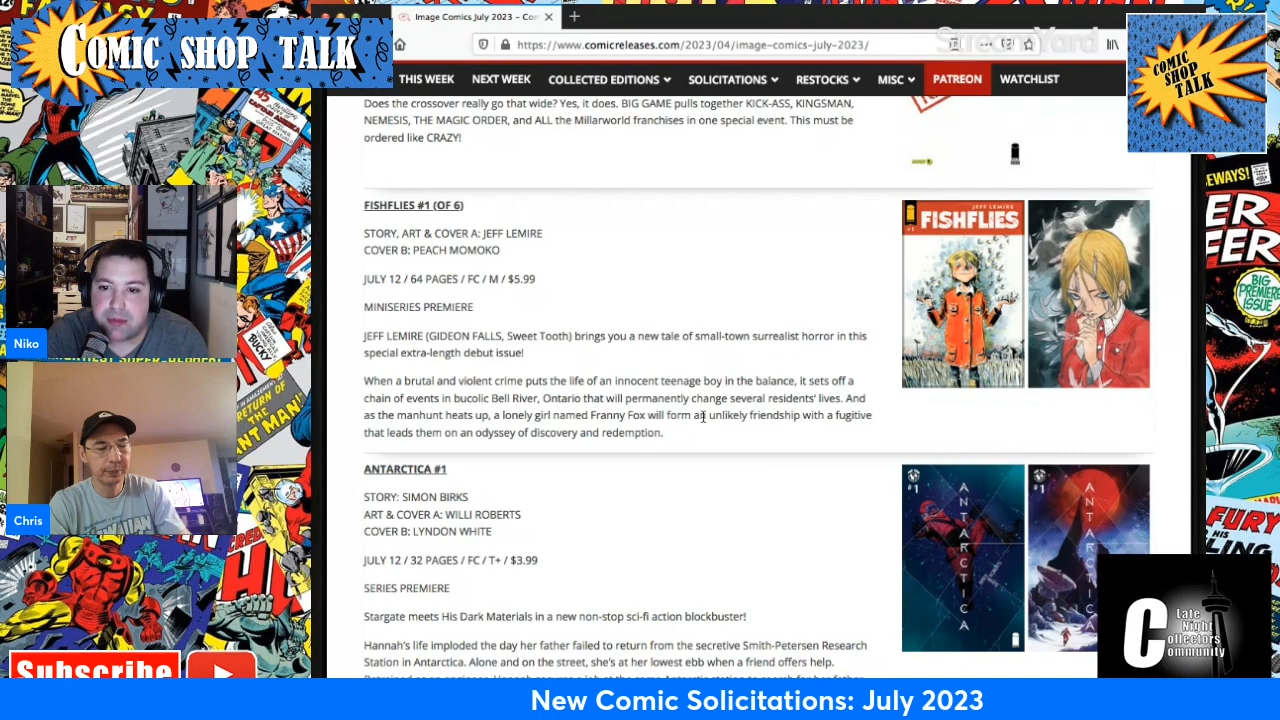 COMIC SHOP TALK
Image Comics July 2023 – Con
https://www.comicreleases.com/2023/04/image-comics-july-2023/
StreamYard
THIS WEEK NEXT WEEK COLLECTED EDITIONS SOLICITATIONS RESTOCKS MISC PATREON WATCHLIST
COMIC
SHOP
TALK
Does the crossover really go that wide? Yes, it does. BIG GAME pulls together KICK-ASS, KINGSMAN,
NEMESIS, THE MAGIC ORDER, and ALL the Millarworld franchises in one special event. This must be
ordered like CRAZY!
FISHFLIES #1 (OF 6)
STORY, ART & COVER A: JEFF LEMIRE
COVER B: PEACH MOMOKO
JULY 12 / 64 PAGES / FC / M / $5.99
MINISERIES PREMIERE
JEFF LEMIRE (GIDEON FALLS, Sweet Tooth) brings you a new tale of small-town surrealist horror in this
special extra-length debut issue!
When a brutal and violent crime puts the life of an innocent teenage boy in the balance, it sets off a
chain of events in bucolic Bell River, Ontario that will permanently change several residents' lives. And
as the manhunt heats up, a lonely girl named Franny Fox will form an unlikely friendship with a fugitive
that leads them on an odyssey of discovery and redemption.
JEFF LEMIRE
FISHFLIES
ANTARCTICA #1
STORY: SIMON BIRKS
ART & COVER A: WILLI ROBERTS
COVER B: LYNDON WHITE
JULY 12 / 32 PAGES / FC / T+ / $3.99
SERIES PREMIERE
Stargate meets His Dark Materials in a new non-stop sci-fi action blockbuster!
Hannah's life imploded the day her father failed to return from the secretive Smith-Petersen Research
Station in Antarctica. Alone and on the street, she's at her lowest ebb when a friend offers help.
#1
ANTARCTICA
#1
ANTARCTICA
Niko
Chris
BUCKY
RETURN OF
THE
EWAYS!
BIG
PREMIERE
ISSUE!
FURY
Late
Night
Collectors
Community
Subscribe
New Comic Solicitations: July 2023